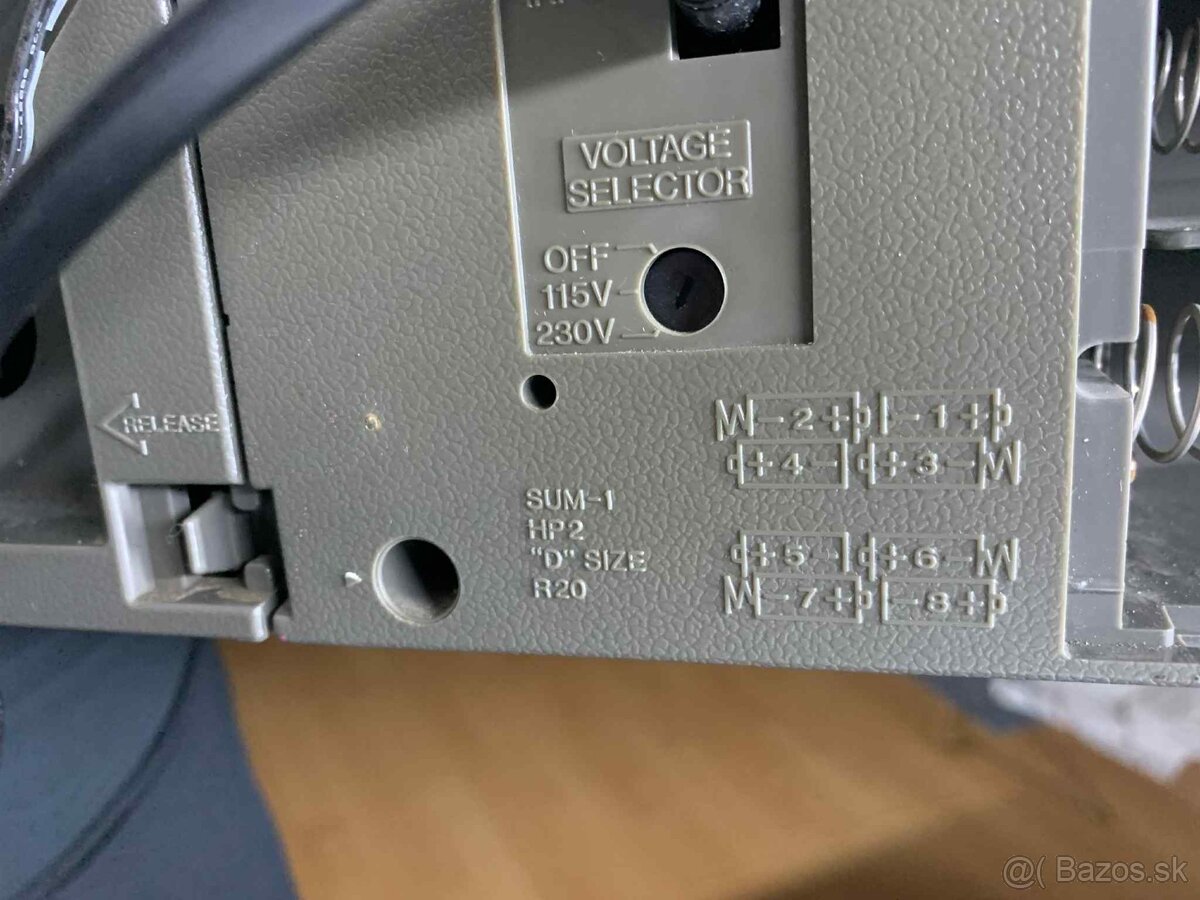 VOLTAGE
SELECTOR
OFF
115V
230V
RELEASE
-2+ -1+
+4- +3-
SUM-1
HP2
"D" SIZE
R20
+5- +6-
-7+ -8+
@( Bazos.sk